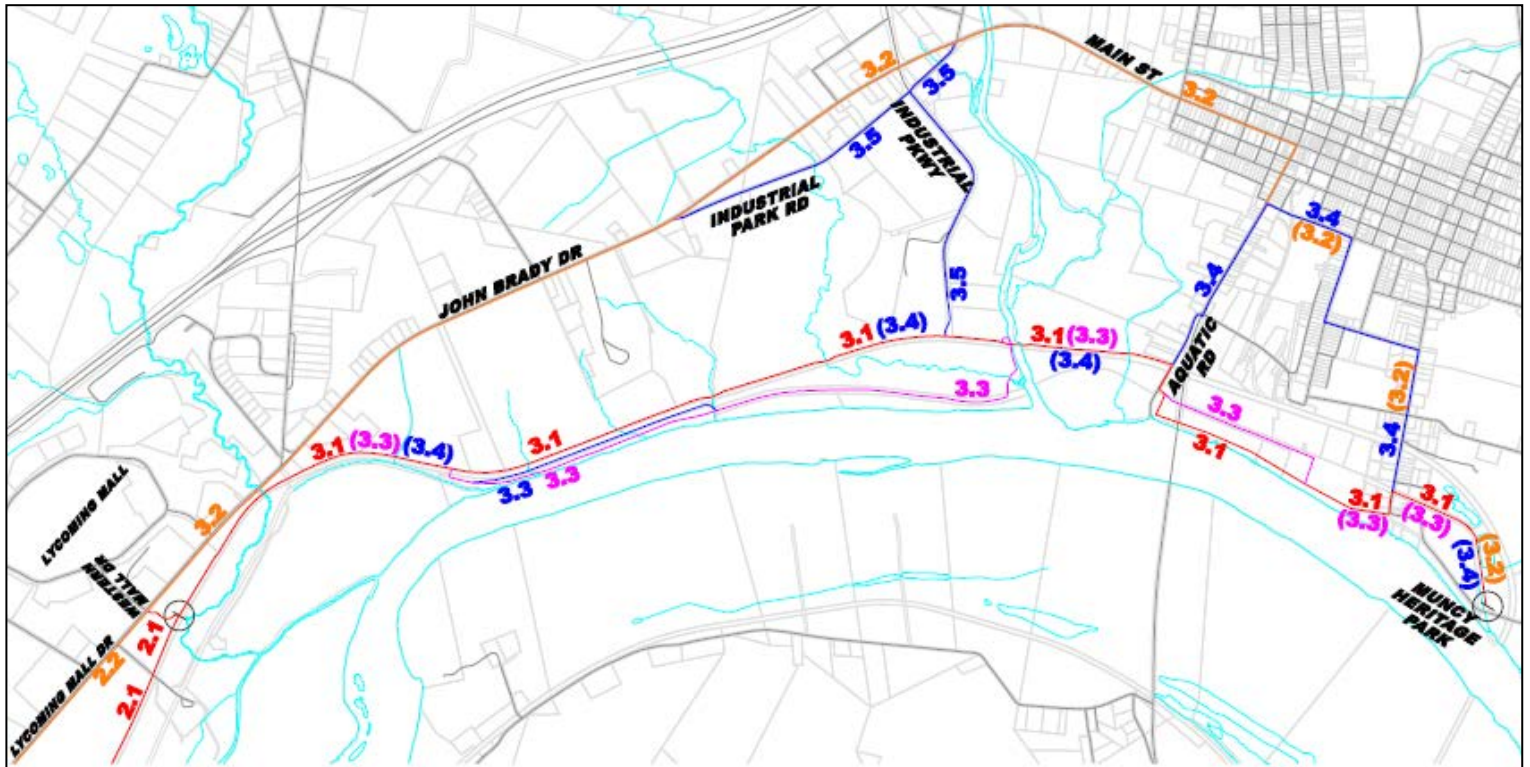 MAIN ST
3.2
3.5
3.2
INDUSTRIAL
PKWY
3.5
INDUSTRIAL
PARK RD
3.4
(3.2)
JOHN BRADY DR
3.4
3.5
3.1 (3.4)
3.1 (3.3)
(3.4)
AQUATIC
RD
3.3
(3.2)
3.4
3.1
3.1 (3.3) (3.4)
3.1
3.3 3.3
3.1
(3.3)
3.1
(3.3)
(3.4)
(3.2)
LYCOMING MALL
3.2
WESTERN
MALL DR
2.1
MUNCY
HERITAGE
PARK
LYCOMING MALL DR
2.2
2.1